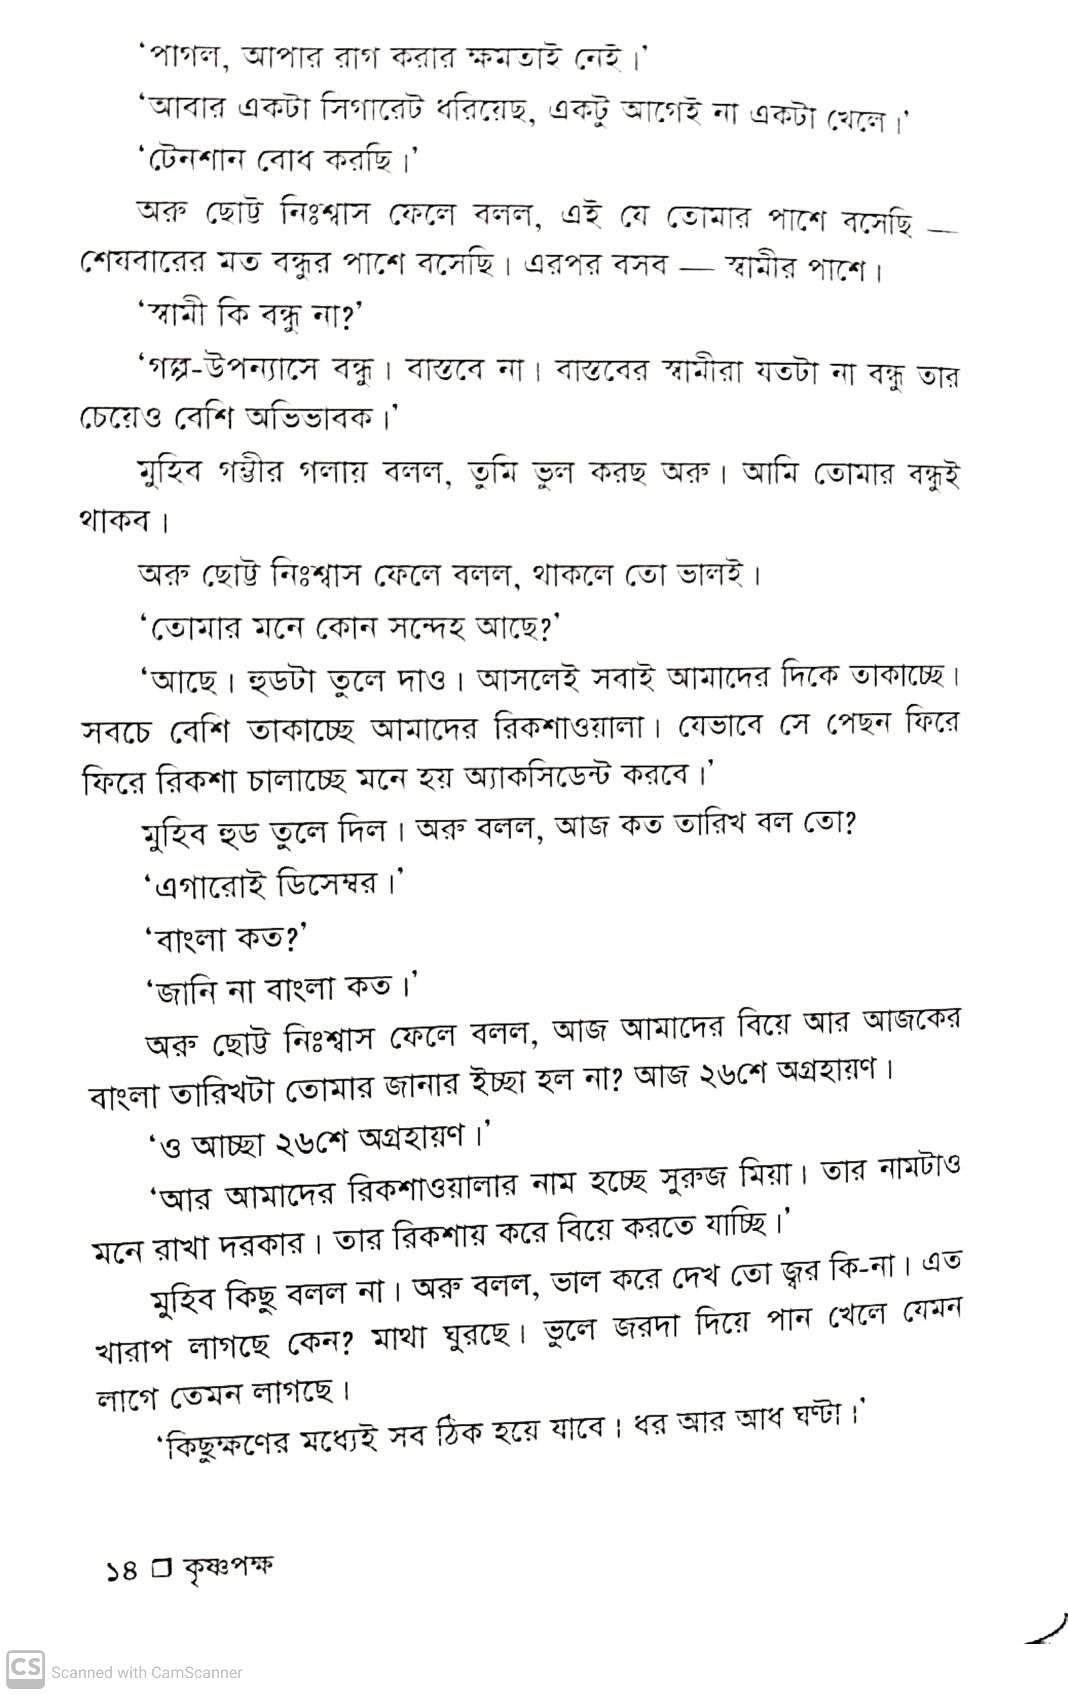 ‘পাগল, আপার রাগ করার ক্ষমতাই নেই।’
‘আবার একটা সিগারেট ধরিয়েছ, একটু আগেই না একটা খেলে।’
‘টেনশান বোধ করছি।’
অরু ছোট্ট নিঃশ্বাস ফেলে বলল, এই যে তোমার পাশে বসেছি —
শেষবারের মত বন্ধুর পাশে বসেছি। এরপর বসব — স্বামীর পাশে।
‘স্বামী কি বন্ধু না?’
‘গল্প-উপন্যাসে বন্ধু। বাস্তবে না। বাস্তবের স্বামীরা যতটা না বন্ধু তার
চেয়েও বেশি অভিভাবক।’
মুহিব গম্ভীর গলায় বলল, তুমি ভুল করছ অরু। আমি তোমার বন্ধুই
থাকব।
অরু ছোট্ট নিঃশ্বাস ফেলে বলল, থাকলে তো ভালই।
‘তোমার মনে কোন সন্দেহ আছে?’
‘আছে। হুডটা তুলে দাও। আসলেই সবাই আমাদের দিকে তাকাচ্ছে।
সবচে বেশি তাকাচ্ছে আমাদের রিকশাওয়ালা। যেভাবে সে পেছন ফিরে
ফিরে রিকশা চালাচ্ছে মনে হয় অ্যাকসিডেন্ট করবে।’
মুহিব হুড তুলে দিল। অরু বলল, আজ কত তারিখ বল তো?
‘এগারোই ডিসেম্বর।’
‘বাংলা কত?’
‘জানি না বাংলা কত।’
অরু ছোট্ট নিঃশ্বাস ফেলে বলল, আজ আমাদের বিয়ে আর আজকের
বাংলা তারিখটা তোমার জানার ইচ্ছা হল না? আজ ২৬শে অগ্রহায়ণ।
‘ও আচ্ছা ২৬শে অগ্রহায়ণ।’
‘আর আমাদের রিকশাওয়ালার নাম হচ্ছে সুরুজ মিয়া। তার নামটাও
মনে রাখা দরকার। তার রিকশায় করে বিয়ে করতে যাচ্ছি।’
মুহিব কিছু বলল না। অরু বলল, ভাল করে দেখ তো জ্বর কি-না। এত
খারাপ লাগছে কেন? মাথা ঘুরছে। ভুলে জরদা দিয়ে পান খেলে যেমন
লাগে তেমন লাগছে।
‘কিছুক্ষণের মধ্যেই সব ঠিক হয়ে যাবে। ধর আর আধ ঘণ্টা।’
১৪ □ কৃষ্ণপক্ষ
CS Scanned with CamScanner